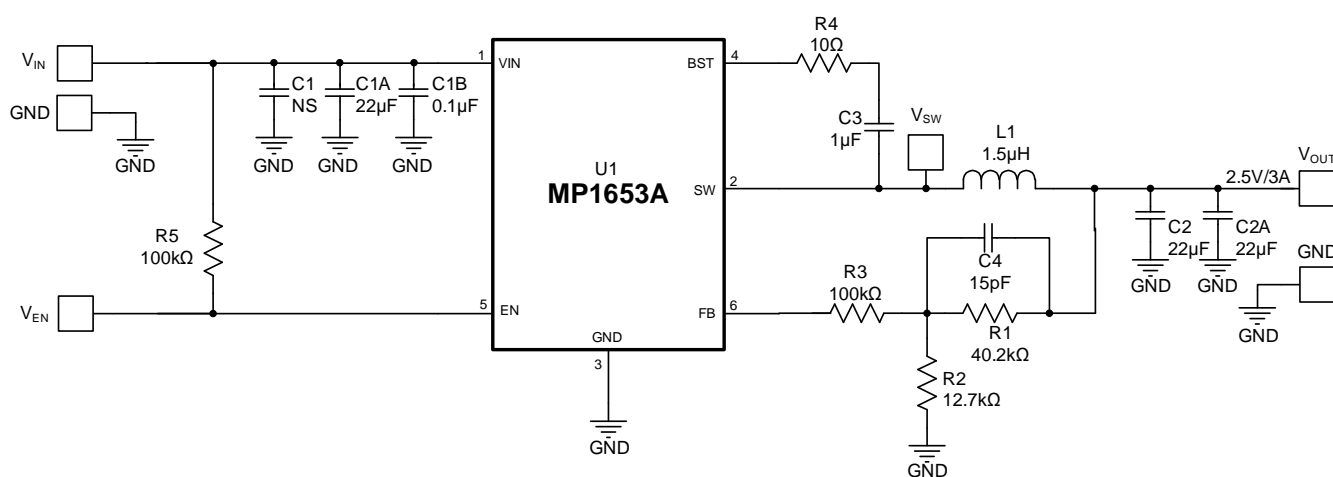 R4
10Ω
V_IN
1
VIN
BST
4
C1
NS
C1A
22µF
C1B
0.1µF
GND
GND
GND
GND
GND
C3
1µF
V_SW
L1
1.5µH
U1
MP1653A
SW
2
2.5V/3A
V_OUT
C2
22µF
C2A
22µF
GND
GND
GND
GND
R5
100kΩ
C4
15pF
R3
100kΩ
R1
40.2kΩ
V_EN
5
EN
FB
6
GND
3
R2
12.7kΩ
GND
GND